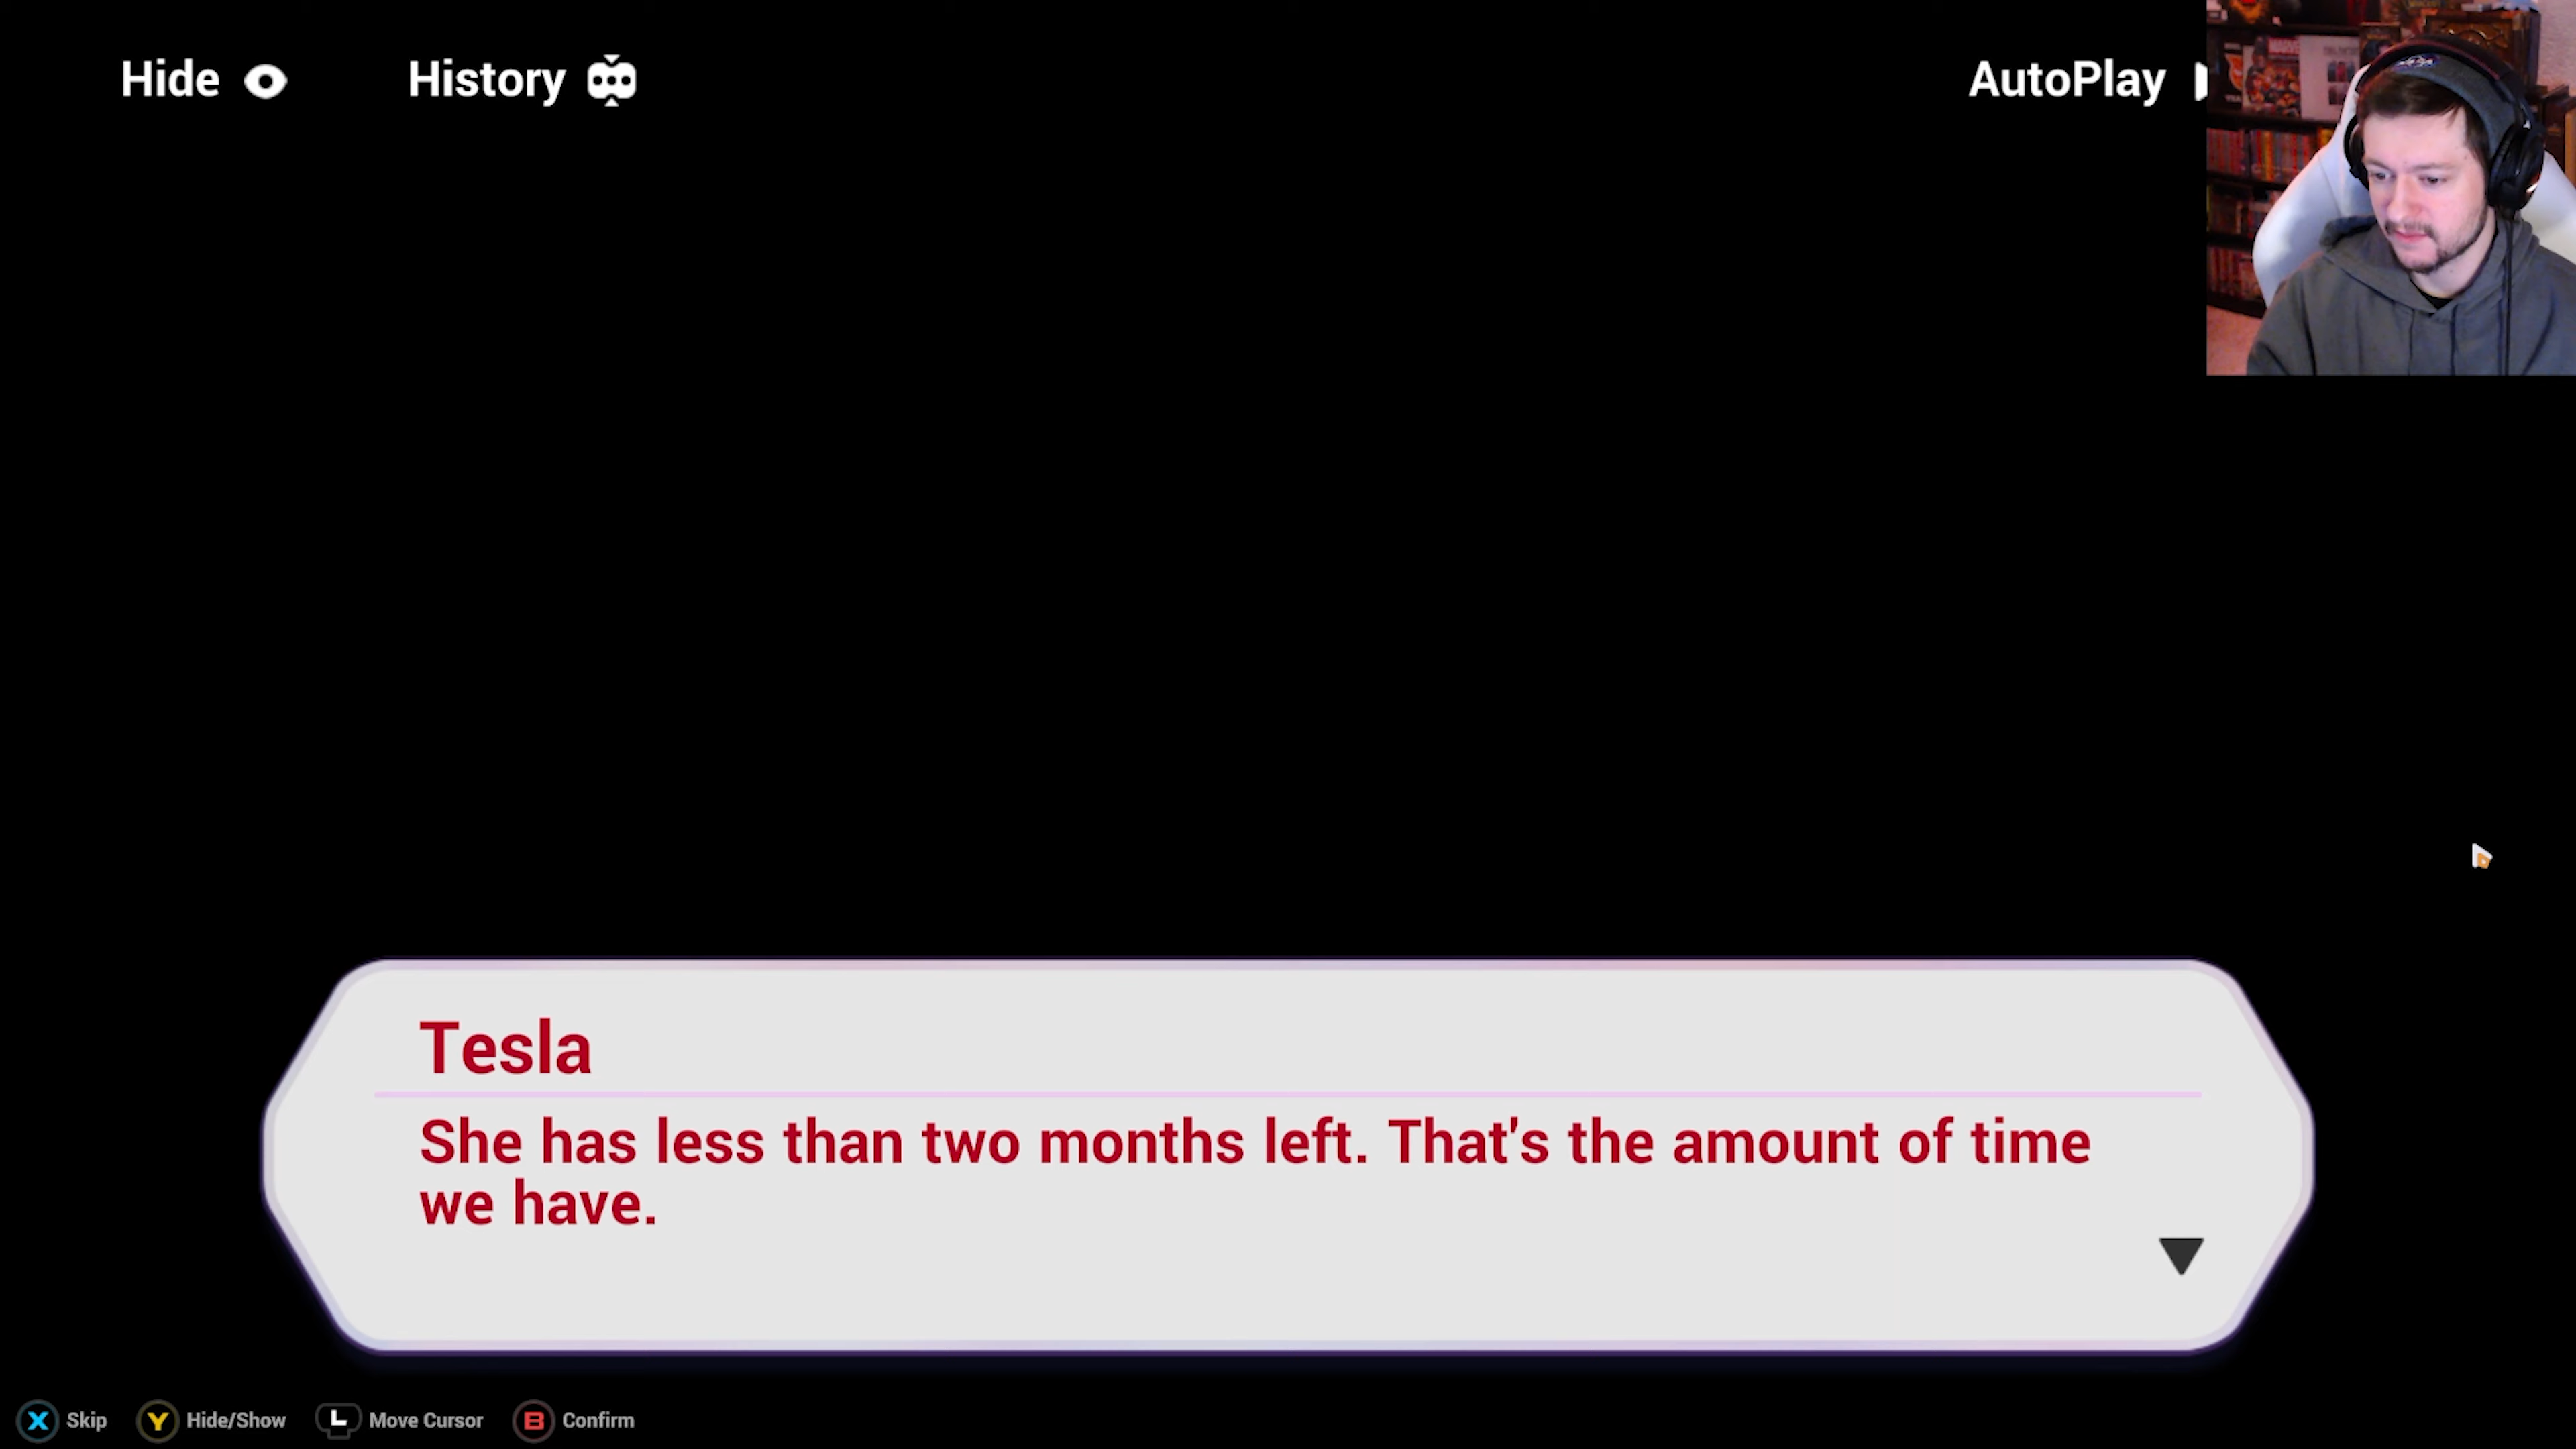 Hide
History
AutoPlay
MARVEL
Tesla
She has less than two months left. That's the amount of time
we have.
X Skip
Y Hide/Show
L Move Cursor
B Confirm